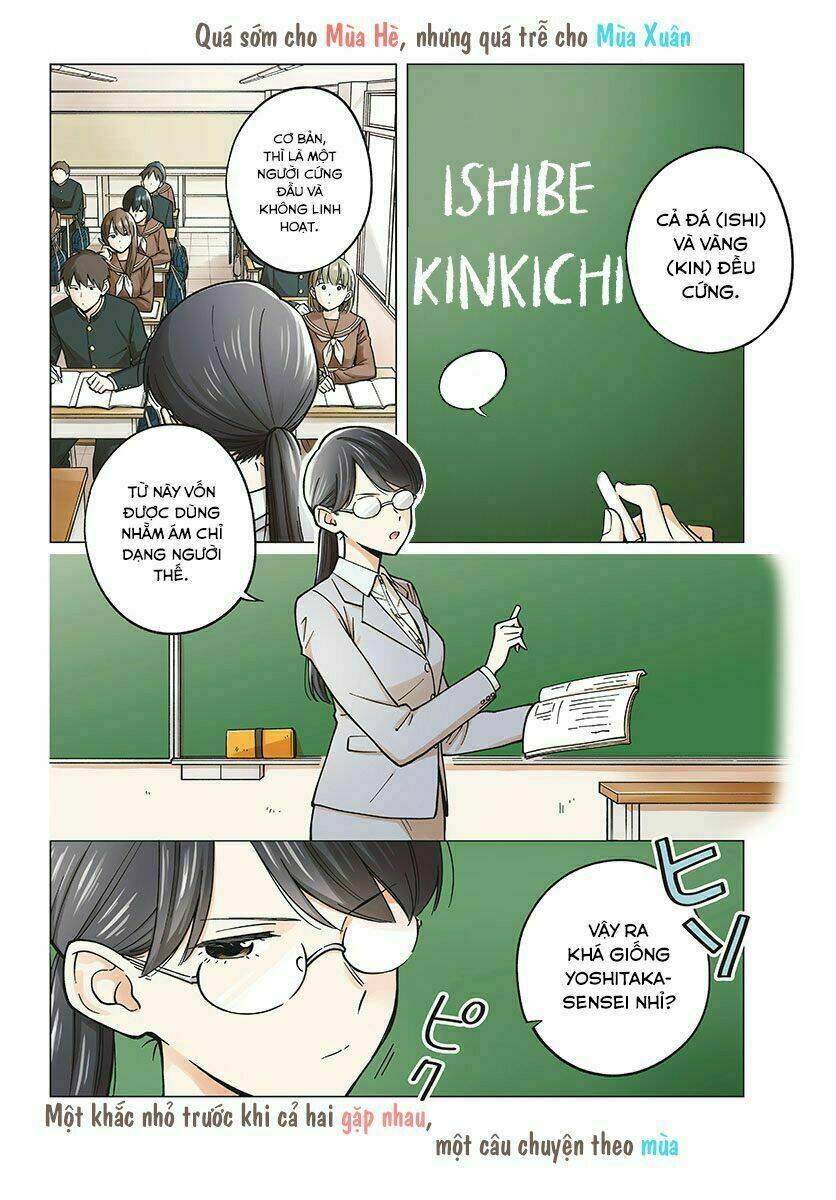 Quá sớm cho Mùa Hè, nhưng quá trễ cho Mùa Xuân
ISHIBE
KINKICHI
CẢ ĐÁ (ISHI)
VÀ VÀNG
(KIN) ĐỀU
CỨNG.
CƠ BẢN,
THÌ LÀ MỘT
NGƯỜI CỨNG
ĐẦU VÀ
KHÔNG LINH
HOẠT.
TỪ NÀY VỐN
ĐƯỢC DÙNG
NHẰM ÁM CHỈ
DẠNG NGƯỜI
THẾ.
VẬY RA
KHÁ GIỐNG
YOSHITAKA-
SENSEI NHỈ?
ヒソ
ピク
Một khắc nhỏ trước khi cả hai gặp nhau,
một câu chuyện theo mùa